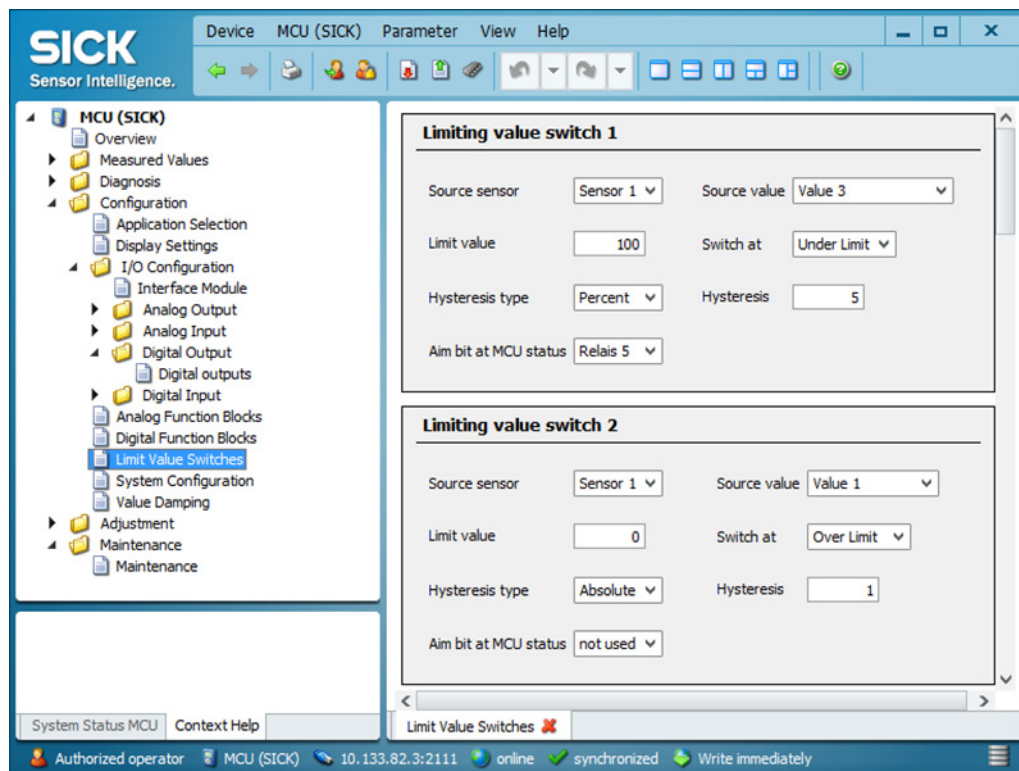 SICK
Sensor Intelligence.
Device MCU (SICK) Parameter View Help
MCU (SICK)
Overview
Measured Values
Diagnosis
Configuration
Application Selection
Display Settings
I/O Configuration
Interface Module
Analog Output
Analog Input
Digital Output
Digital outputs
Digital Input
Analog Function Blocks
Digital Function Blocks
Limit Value Switches
System Configuration
Value Damping
Adjustment
Maintenance
Maintenance
System Status MCU Context Help
Limiting value switch 1
Source sensor Sensor 1 Source value Value 3
Limit value 100 Switch at Under Limit
Hysteresis type Percent Hysteresis 5
Aim bit at MCU status Relais 5
Limiting value switch 2
Source sensor Sensor 1 Source value Value 1
Limit value 0 Switch at Over Limit
Hysteresis type Absolute Hysteresis 1
Aim bit at MCU status not used
Limit Value Switches
Authorized operator MCU (SICK) 10.133.82.3:2111 online synchronized Write immediately